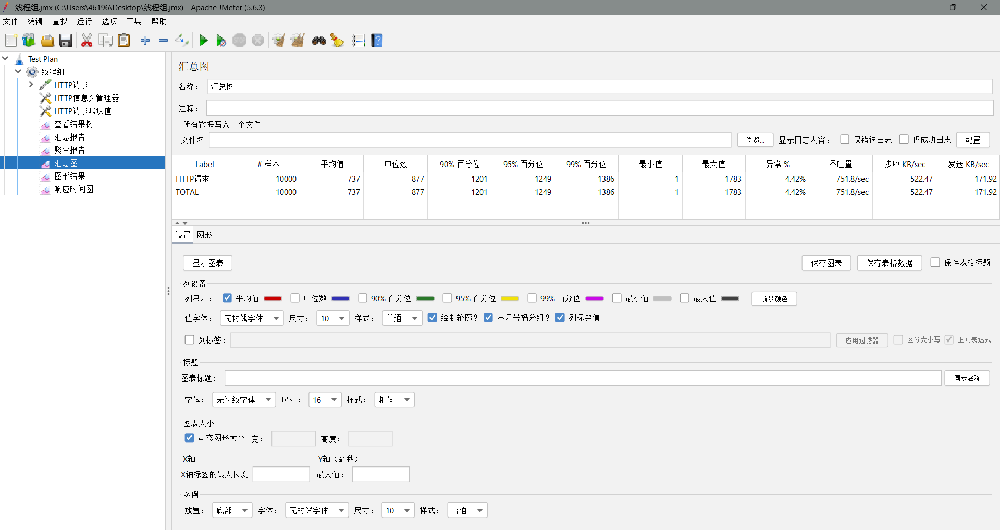 线程组.jmx (C:\Users\46196\Desktop\线程组.jmx) - Apache JMeter (5.6.3)
文件 编辑 查找 运行 选项 工具 帮助
STOP
Test Plan
线程组
HTTP请求
HTTP信息头管理器
HTTP请求默认值
查看结果树
汇总报告
聚合报告
汇总图
图形结果
响应时间图
汇总图
名称： 汇总图
注释：
所有数据写入一个文件
文件名 浏览... 显示日志内容： 仅错误日志 仅成功日志 配置
Label # 样本 平均值 中位数 90% 百分位 95% 百分位 99% 百分位 最小值 最大值 异常 % 吞吐量 接收 KB/sec 发送 KB/sec
HTTP请求 10000 737 877 1201 1249 1386 1 1783 4.42% 751.8/sec 522.47 171.92
TOTAL 10000 737 877 1201 1249 1386 1 1783 4.42% 751.8/sec 522.47 171.92
设置 图形
显示图表 保存图表 保存表格数据 保存表格标题
列设置
列显示： 平均值 中位数 90% 百分位 95% 百分位 99% 百分位 最小值 最大值 前景颜色
值字体： 无衬线字体 尺寸： 10 样式： 普通 绘制轮廓？ 显示号码分组？ 列标签值
列标签： 应用过滤器 区分大小写 正则表达式
标题
图表标题： 同步名称
字体： 无衬线字体 尺寸： 16 样式： 粗体
图表大小
动态图形大小 宽： 高度：
X轴 Y轴（毫秒）
X轴标签的最大长度 最大值：
图例
放置： 底部 字体： 无衬线字体 尺寸： 10 样式： 普通